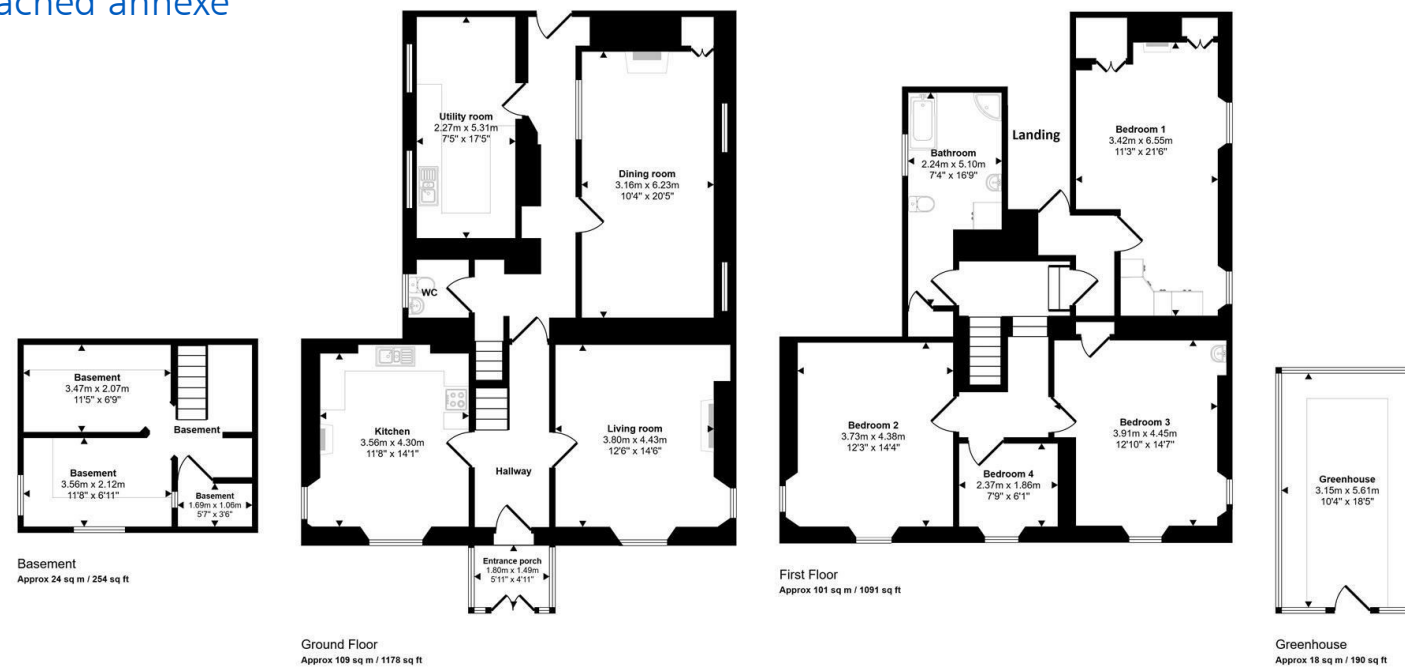 ached annexe
Basement
3.47m x 2.07m
11'5" x 6'9"
Basement
Basement
3.56m x 2.12m
11'8" x 6'11"
Basement
1.69m x 1.06m
5'7" x 3'6"
Basement
Approx 24 sq m / 254 sq ft
Utility room
2.27m x 5.31m
7'5" x 17'5"
Dining room
3.16m x 6.23m
10'4" x 20'5"
WC
Kitchen
3.56m x 4.30m
11'8" x 14'1"
Hallway
Living room
3.80m x 4.43m
12'6" x 14'6"
Entrance porch
1.80m x 1.49m
5'11" x 4'11"
Ground Floor
Approx 109 sq m / 1178 sq ft
Bathroom
2.24m x 5.10m
7'4" x 16'9"
Landing
Bedroom 1
3.42m x 6.55m
11'3" x 21'6"
Bedroom 2
3.73m x 4.38m
12'3" x 14'4"
Bedroom 4
2.37m x 1.86m
7'9" x 6'1"
Bedroom 3
3.91m x 4.45m
12'10" x 14'7"
First Floor
Approx 101 sq m / 1091 sq ft
Greenhouse
3.15m x 5.61m
10'4" x 18'5"
Greenhouse
Approx 18 sq m / 190 sq ft